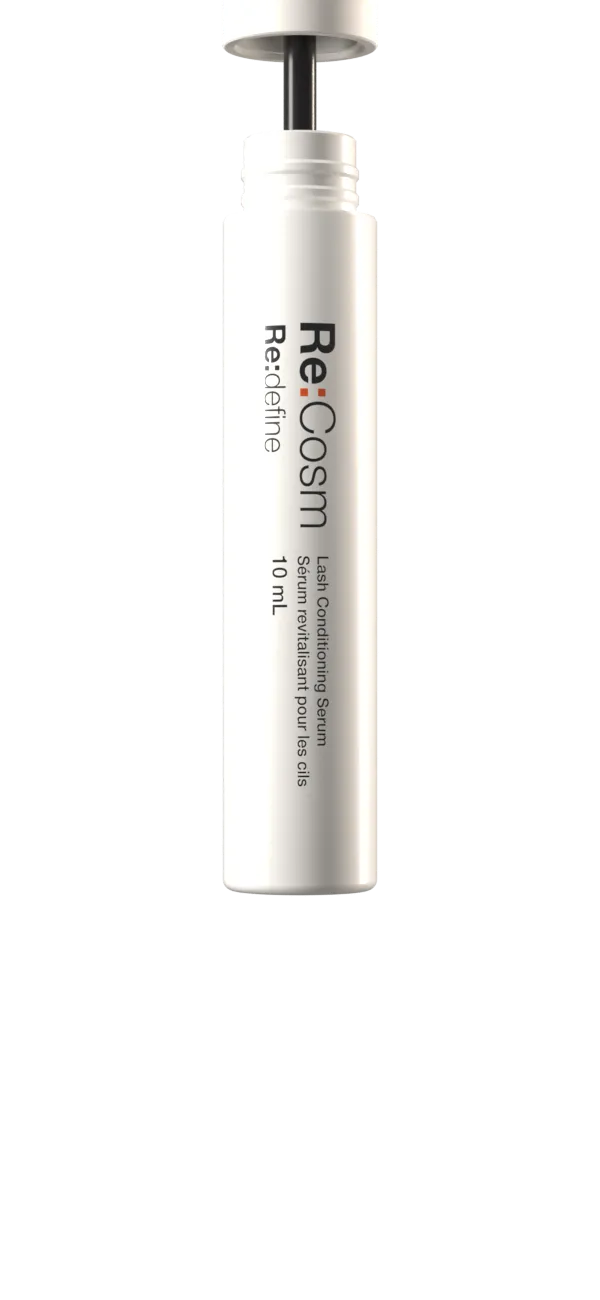 Re:Cosm
Re:define
Lash Conditioning Serum
Sérum revitalisant pour les cils
10 mL